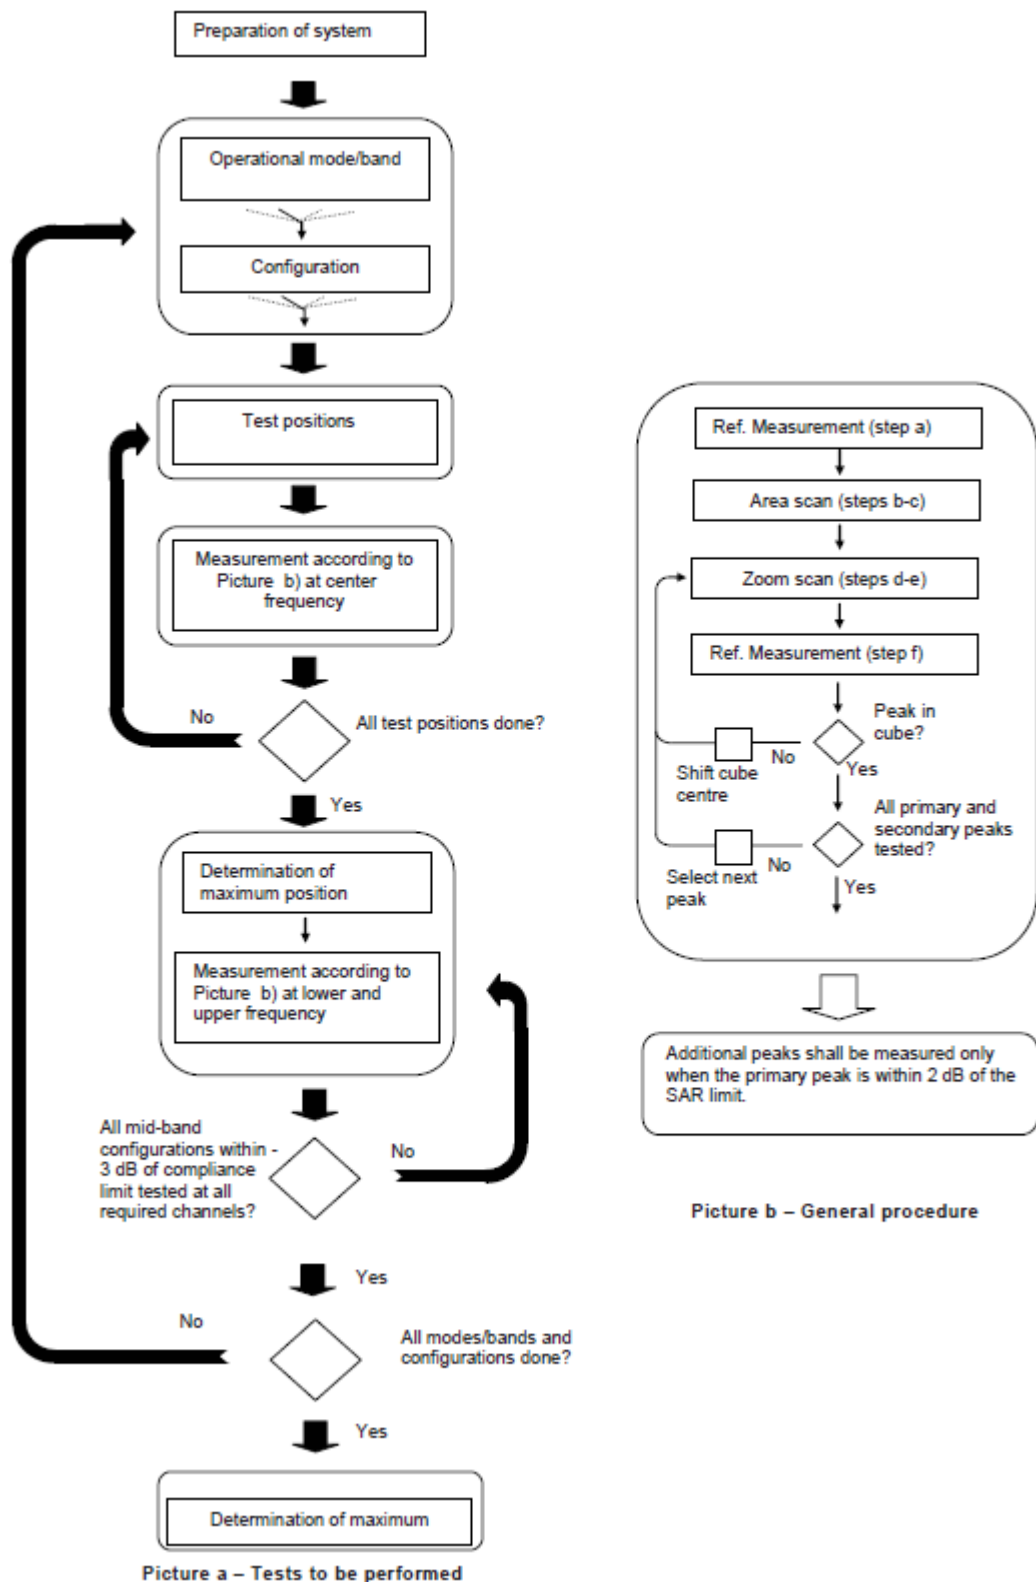 Preparation of system
Operational mode/band
Configuration
Test positions
Measurement according to
Picture b) at center
frequency
No
All test positions done?
Yes
Determination of
maximum position
Measurement according to
Picture b) at lower and
upper frequency
All mid-band
configurations within -
3 dB of compliance
limit tested at all
required channels?
No
Yes
No
All modes/bands and
configurations done?
Yes
Determination of maximum
Picture a – Tests to be performed
Ref. Measurement (step a)
Area scan (steps b-c)
Zoom scan (steps d-e)
Ref. Measurement (step f)
Peak in
cube?
No
Yes
Shift cube
centre
All primary and
secondary peaks
tested?
No
Yes
Select next
peak
Additional peaks shall be measured only
when the primary peak is within 2 dB of the
SAR limit.
Picture b – General procedure